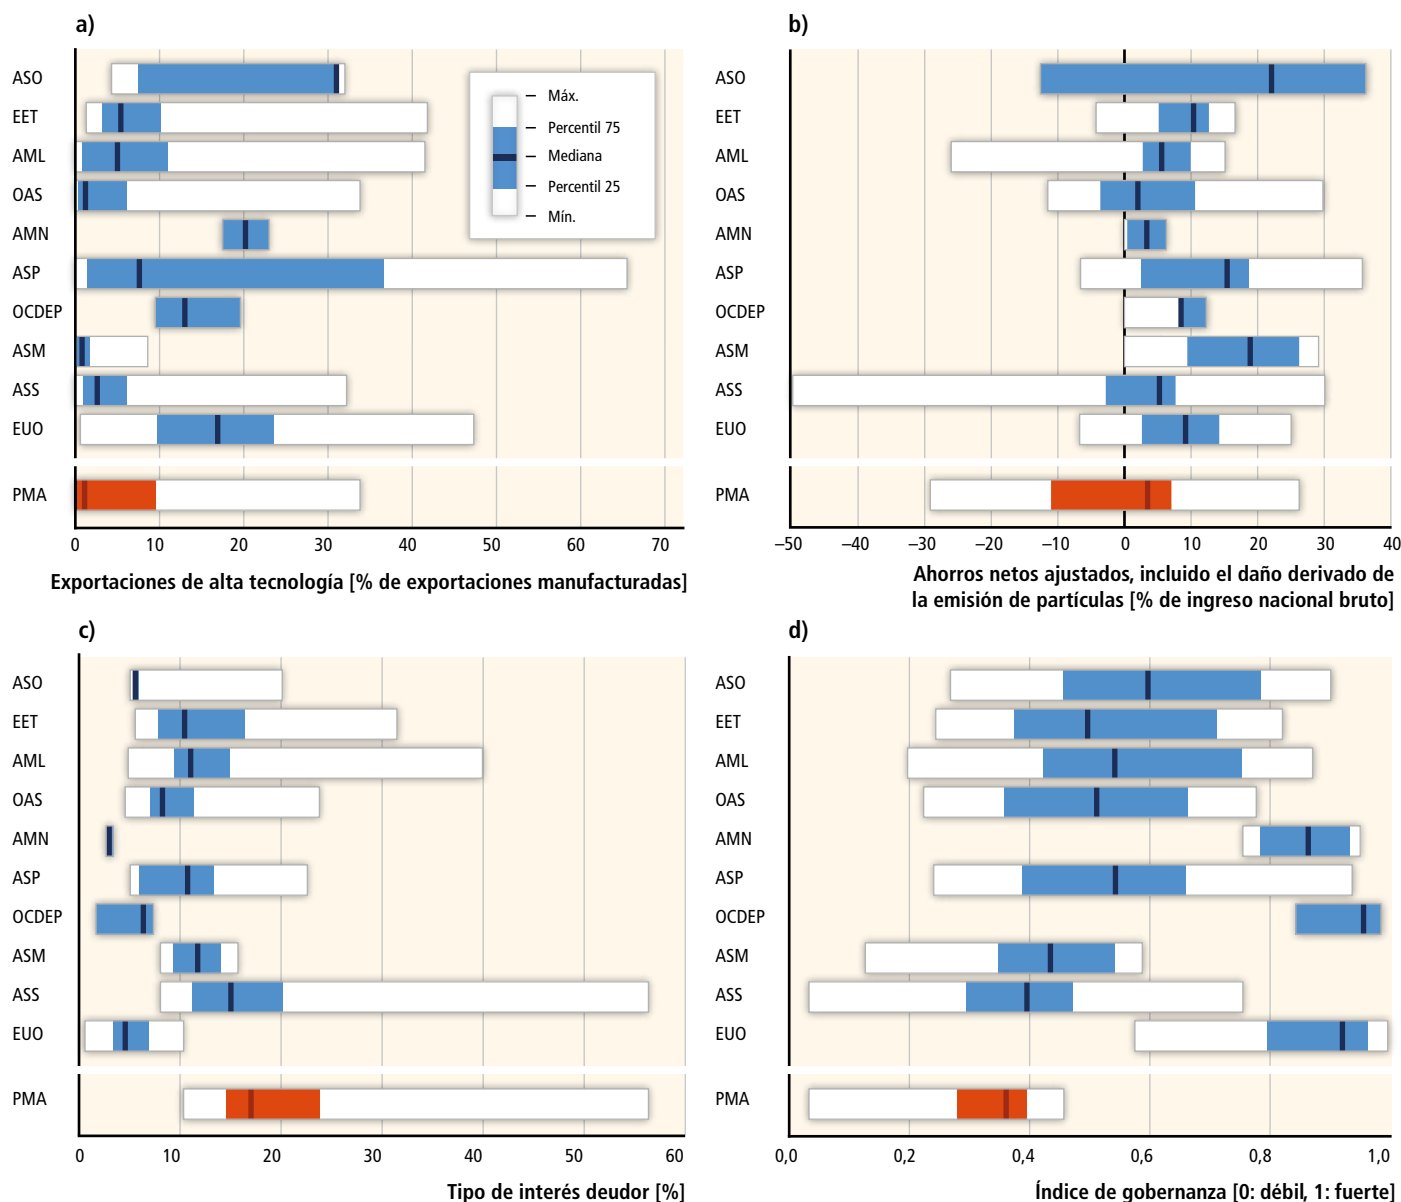 a)
ASO
EET
AML
OAS
AMN
ASP
OCDEP
ASM
ASS
EUO
PMA
Máx.
Percentil 75
Mediana
Percentil 25
Mín.
0 10 20 30 40 50 60 70
Exportaciones de alta tecnología [% de exportaciones manufacturadas]
b)
ASO
EET
AML
OAS
AMN
ASP
OCDEP
ASM
ASS
EUO
PMA
−50 −40 −30 −20 −10 0 10 20 30 40
Ahorros netos ajustados, incluido el daño derivado de
la emisión de partículas [% de ingreso nacional bruto]
c)
ASO
EET
AML
OAS
AMN
ASP
OCDEP
ASM
ASS
EUO
PMA
0 10 20 30 40 50 60
Tipo de interés deudor [%]
d)
ASO
EET
AML
OAS
AMN
ASP
OCDEP
ASM
ASS
EUO
PMA
0,0 0,2 0,4 0,6 0,8 1,0
Índice de gobernanza [0: débil, 1: fuerte]